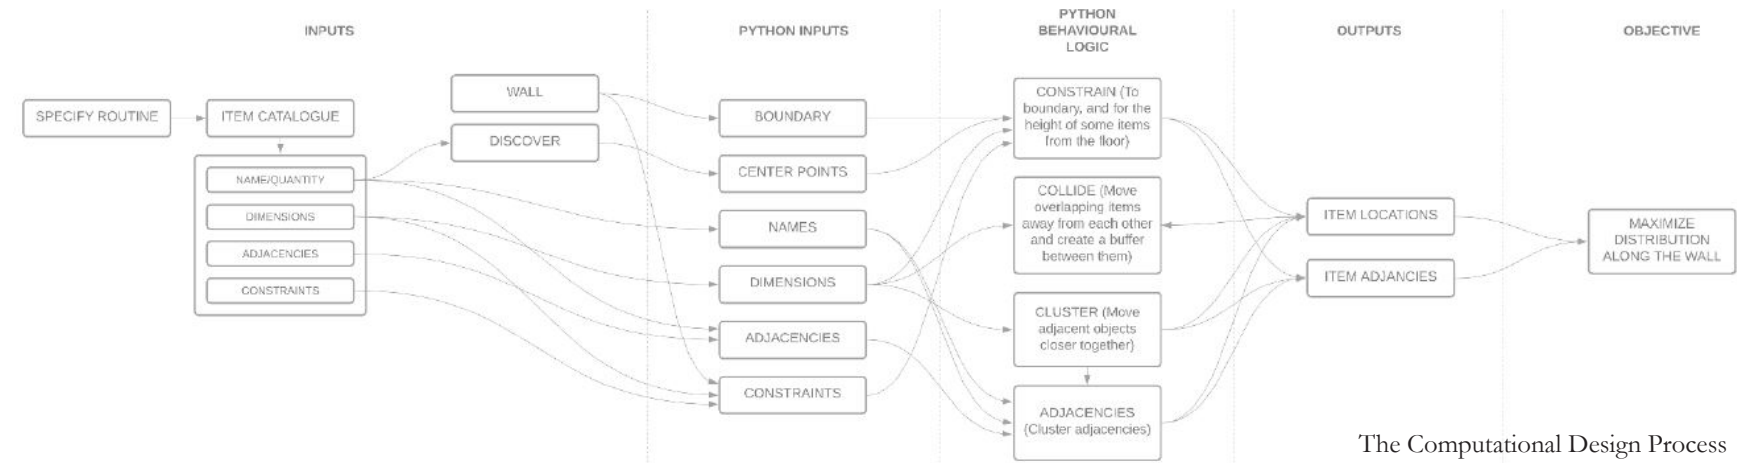 INPUTS
PYTHON INPUTS
PYTHON
BEHAVIOURAL
LOGIC
OUTPUTS
OBJECTIVE
SPECIFY ROUTINE
ITEM CATALOGUE
NAME/QUANTITY
DIMENSIONS
ADJACENCIES
CONSTRAINTS
WALL
DISCOVER
BOUNDARY
CENTER POINTS
NAMES
DIMENSIONS
ADJACENCIES
CONSTRAINTS
CONSTRAIN (To
boundary, and for the
height of some items
from the floor)
COLLIDE (Move
overlapping items
away from each other
and create a buffer
between them)
CLUSTER (Move
adjacent objects
closer together)
ADJACENCIES
(Cluster adjacencies)
ITEM LOCATIONS
ITEM ADJANCIES
MAXIMIZE
DISTRIBUTION
ALONG THE WALL
The Computational Design Process